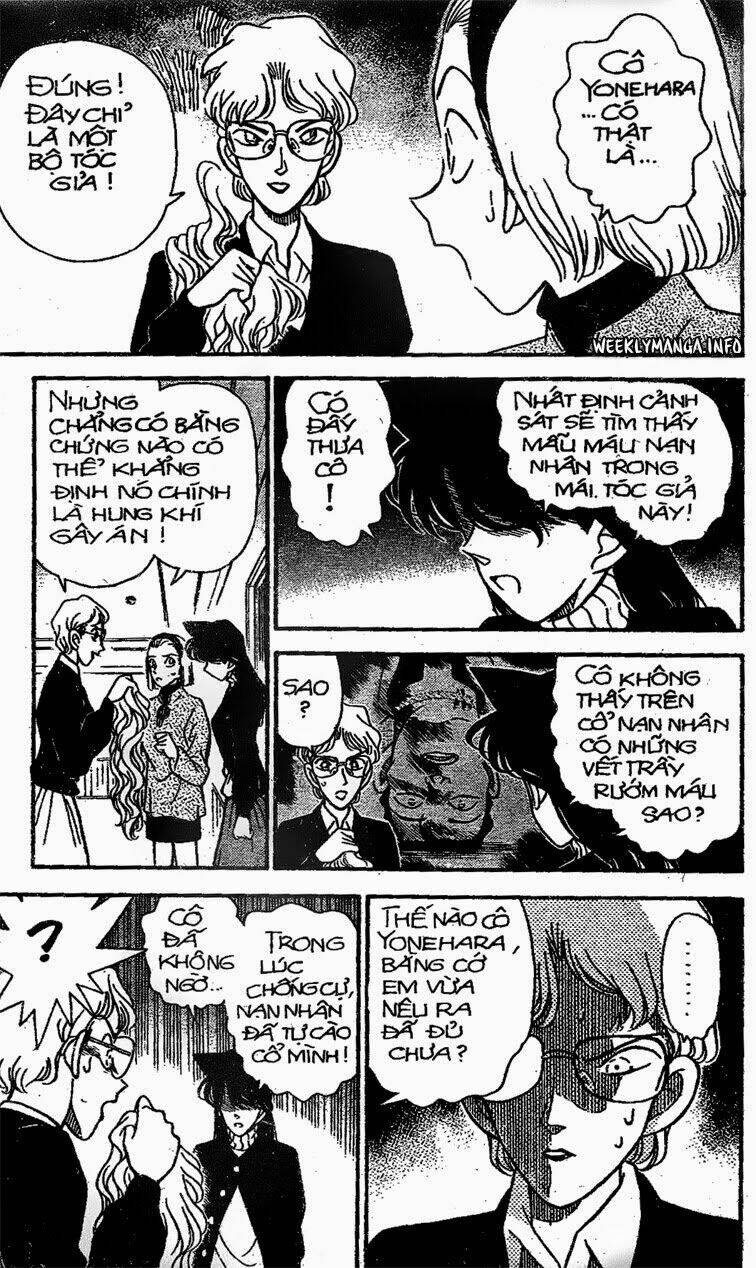 CÔ
YONEHARA
...CÓ
THẬT
LÀ...
ĐÚNG!
ĐÂY CHỈ
LÀ MỘT
BỘ TÓC
GIẢ!
WEEKLYMANGA.INFO
NHẤT ĐỊNH CẢNH
SÁT SẼ TÌM THẤY
MẪU MÁU NẠN
NHÂN TRONG
MÁI TÓC GIẢ
NÀY!
CÓ
ĐẤY
THƯA
CÔ
!
NHƯNG
CHẲNG CÓ BẰNG
CHỨNG NÀO CÓ
THỂ KHẲNG
ĐỊNH NÓ CHÍNH
LÀ HUNG KHÍ
GÂY ÁN!
CÔ KHÔNG
THẤY TRÊN
CỔ NẠN NHÂN
CÓ NHỮNG
VẾT TRẦY
RƯỚM MÁU
SAO?
SAO
?
.......
THẾ NÀO CÔ
YONEHARA,
BẰNG CỚ
EM VỪA
NÊU RA
ĐÃ ĐỦ
CHƯA?
TRONG
LÚC
CHỐNG CỰ,
NẠN NHÂN
ĐÃ TỰ CÀO
CỔ MÌNH!
CÔ
ĐÃ
KHÔNG
NGỜ...
?